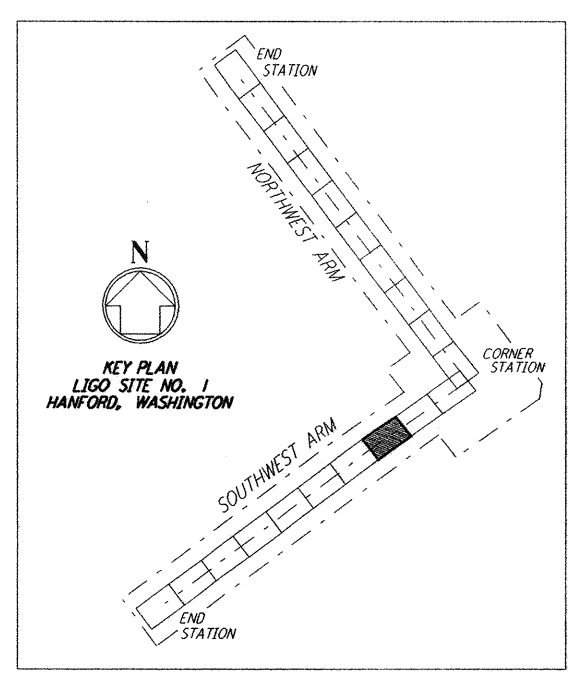 END
STATION
NORTHWEST ARM
N
KEY PLAN
LIGO SITE NO. 1
HANFORD, WASHINGTON
CORNER
STATION
SOUTHWEST ARM
END
STATION